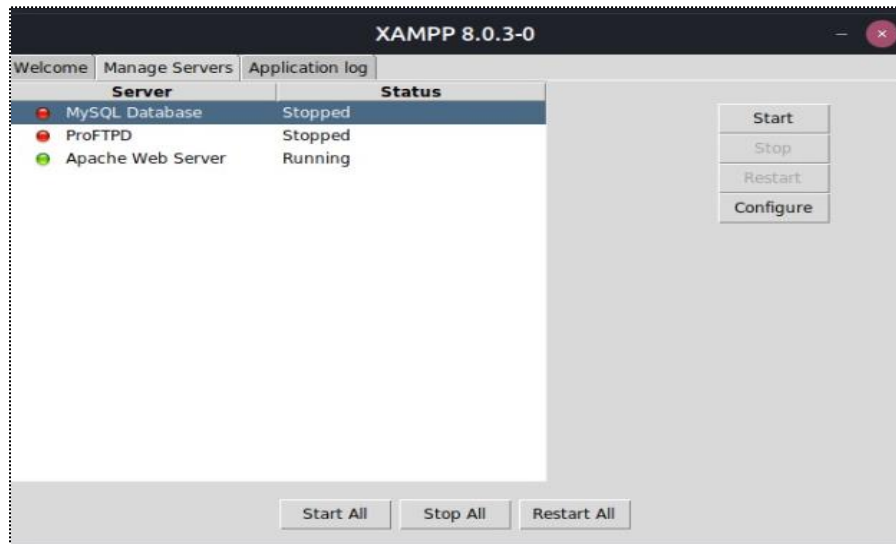 XAMPP 8.0.3-0
Welcome Manage Servers Application log
Server Status
MySQL Database Stopped
ProFTPD Stopped
Apache Web Server Running
Start
Stop
Restart
Configure
Start All Stop All Restart All